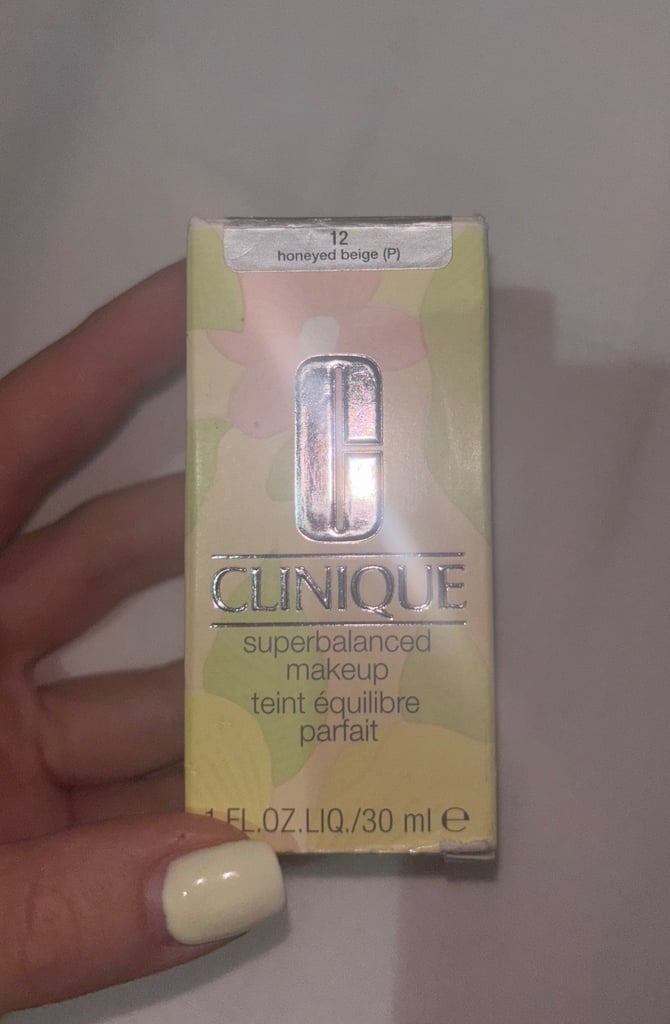 12
honeyed beige (P)
CLINIQUE
superbalanced
makeup
teint équilibre
parfait
1 FL.OZ.LIQ./30 ml ℮